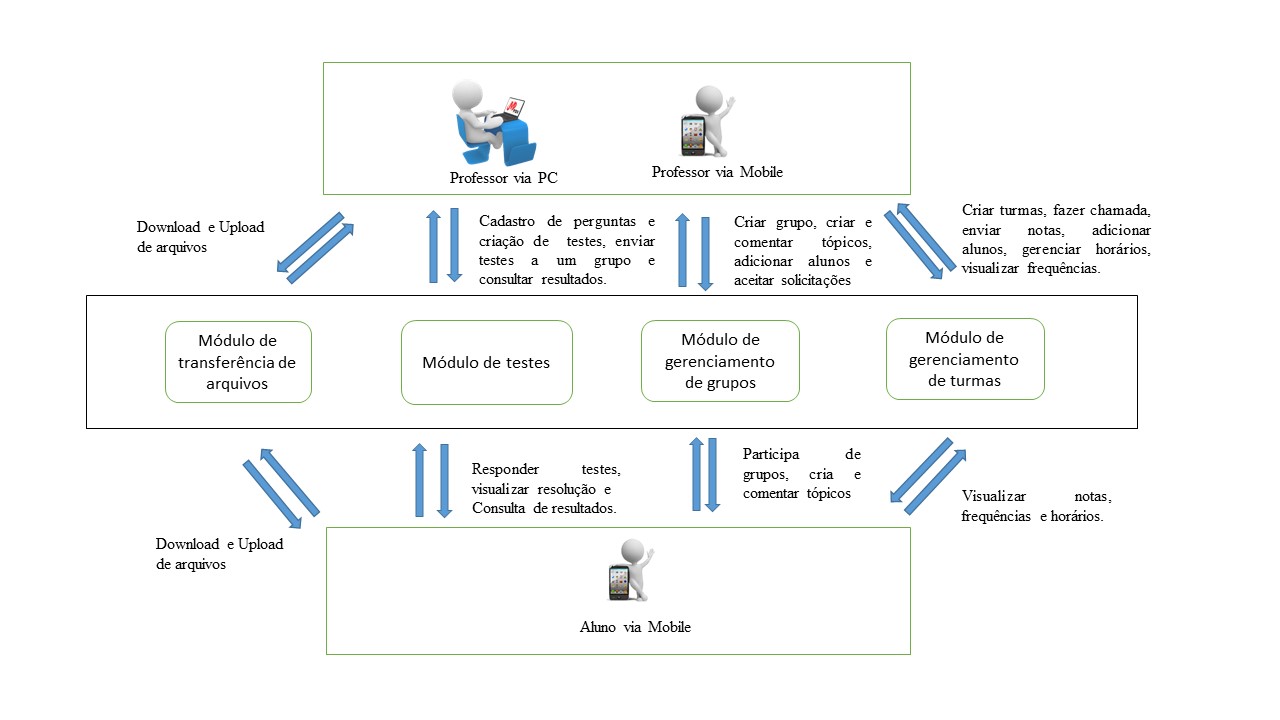 Professor via PC
Professor via Mobile
Download e Upload
de arquivos
Cadastro de perguntas e
criação de testes, enviar
testes a um grupo e
consultar resultados.
Criar grupo, criar e
comentar tópicos,
adicionar alunos e
aceitar solicitações
Criar turmas, fazer chamada,
enviar notas, adicionar
alunos, gerenciar horários,
visualizar frequências.
Módulo de
transferência de
arquivos
Módulo de testes
Módulo de
gerenciamento
de grupos
Módulo de
gerenciamento
de turmas
Download e Upload
de arquivos
Responder testes,
visualizar resolução e
Consulta de resultados.
Participa de
grupos, cria e
comentar tópicos
Visualizar notas,
frequências e horários.
Aluno via Mobile